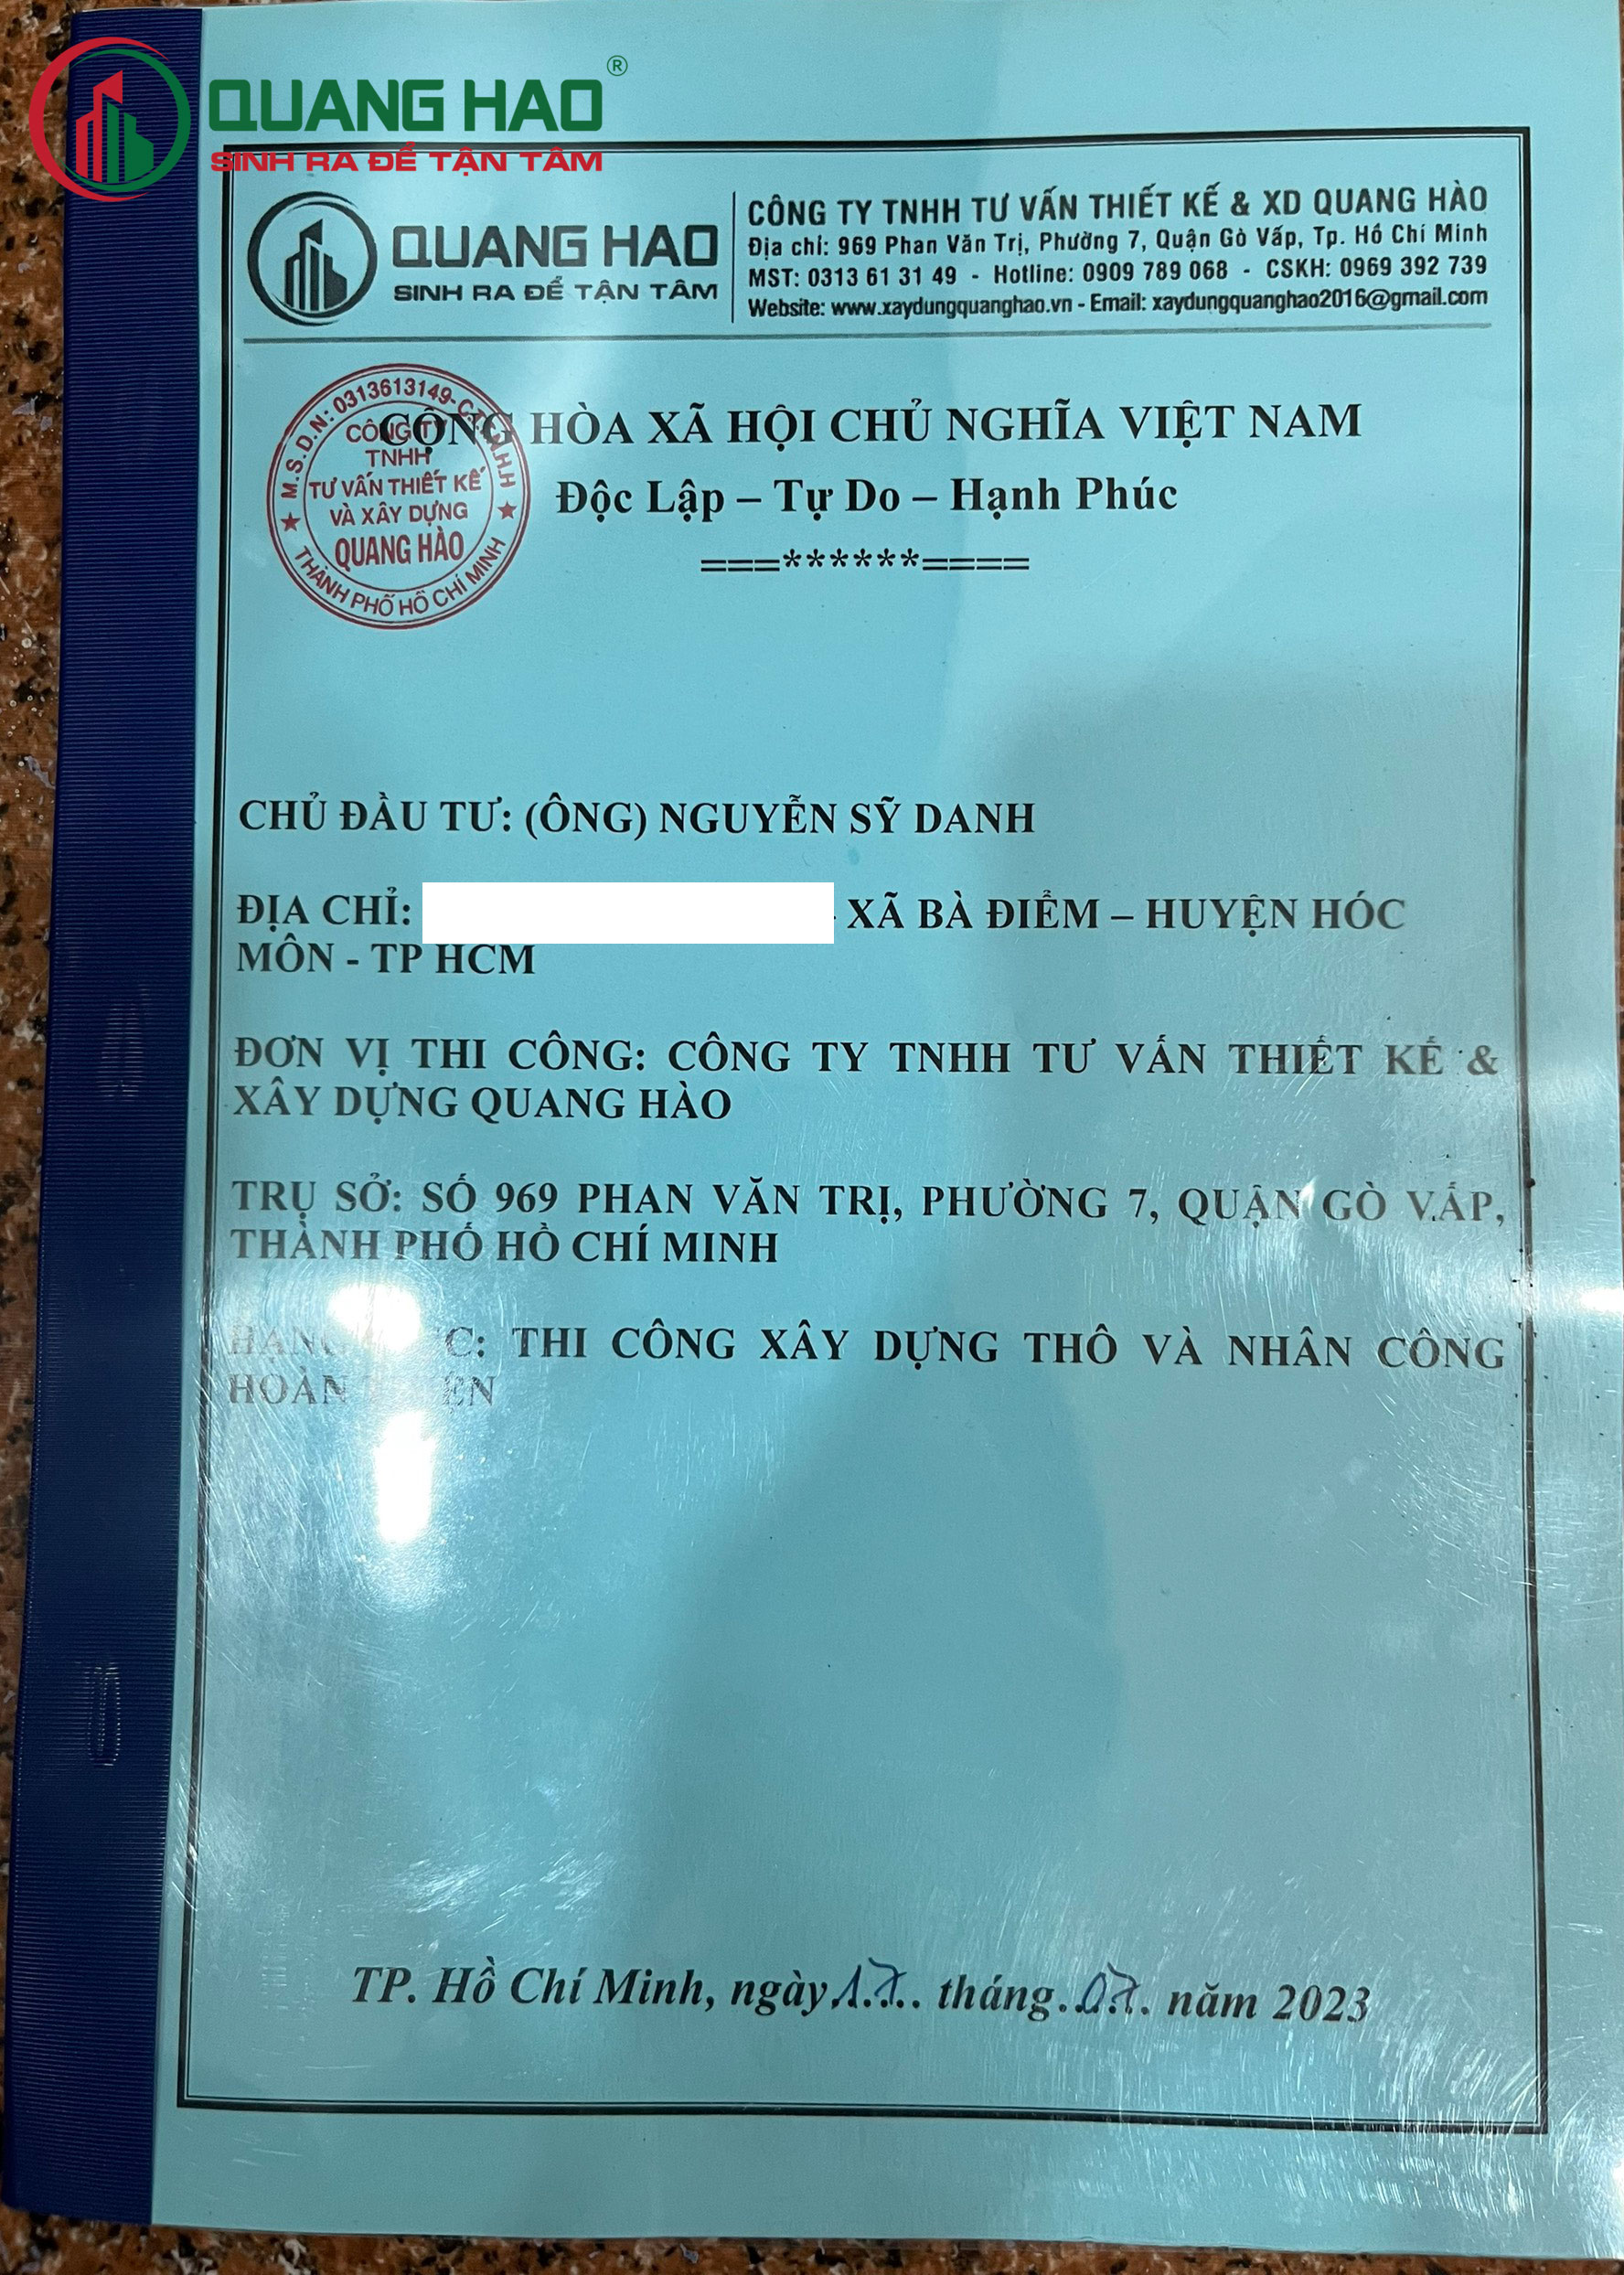 QUANG HAO®
SINH RA ĐỂ TẬN TÂM
QUANG HAO
SINH RA ĐỂ TẬN TÂM
CÔNG TY TNHH TƯ VẤN THIẾT KẾ & XD QUANG HÀO
Địa chỉ: 969 Phan Văn Trị, Phường 7, Quận Gò Vấp, Tp. Hồ Chí Minh
MST: 0313 61 31 49 - Hotline: 0909 789 068 - CSKH: 0969 392 739
Website: www.xaydungquanghao.vn - Email: xaydungquanghao2016@gmail.com
CỘNG HÒA XÃ HỘI CHỦ NGHĨA VIỆT NAM
Độc Lập – Tự Do – Hạnh Phúc
===******====
M.S.D.N: 0313613149-C.T.T.N.H.H
CÔNG TY
TNHH
TƯ VẤN THIẾT KẾ
VÀ XÂY DỰNG
QUANG HÀO
THÀNH PHỐ HỒ CHÍ MINH
CHỦ ĐẦU TƯ: (ÔNG) NGUYỄN SỸ DANH
ĐỊA CHỈ: XÃ BÀ ĐIỂM – HUYỆN HÓC
MÔN - TP HCM
ĐƠN VỊ THI CÔNG: CÔNG TY TNHH TƯ VẤN THIẾT KẾ &
XÂY DỰNG QUANG HÀO
TRỤ SỞ: SỐ 969 PHAN VĂN TRỊ, PHƯỜNG 7, QUẬN GÒ VẤP,
THÀNH PHỐ HỒ CHÍ MINH
THI CÔNG XÂY DỰNG THÔ VÀ NHÂN CÔNG
HOÀN
TP. Hồ Chí Minh, ngày 17 tháng 07 năm 2023